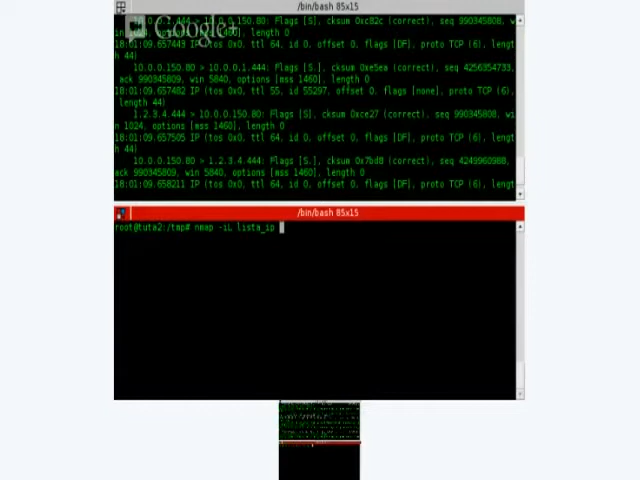 /bin/bash 85x15
10.0.0.1.444 > 10.0.0.150.80: Flags [S], cksum 0xc82c (correct), seq 990345808, w
Google+
18:01:09.657443 IP (tos 0x0, ttl 64, id 0, offset 0, flags [DF], proto TCP (6), lengt
h 44)
10.0.0.150.80 > 10.0.0.1.444: Flags [S.], cksum 0xe5ea (correct), seq 4256354733,
ack 990345809, win 5840, options [mss 1460], length 0
18:01:09.657482 IP (tos 0x0, ttl 55, id 55297, offset 0, flags [none], proto TCP (6),
length 44)
1.2.3.4.444 > 10.0.0.150.80: Flags [S], cksum 0xce27 (correct), seq 990345808, wi
n 1024, options [mss 1460], length 0
18:01:09.657505 IP (tos 0x0, ttl 64, id 0, offset 0, flags [DF], proto TCP (6), lengt
h 44)
10.0.0.150.80 > 1.2.3.4.444: Flags [S.], cksum 0x7bd8 (correct), seq 4249960988,
ack 990345809, win 5840, options [mss 1460], length 0
18:01:09.658211 IP (tos 0x0, ttl 64, id 0, offset 0, flags [DF], proto TCP (6), lengt
/bin/bash 85x15
root@tuta2:/tmp# nmap -iL lista_ip